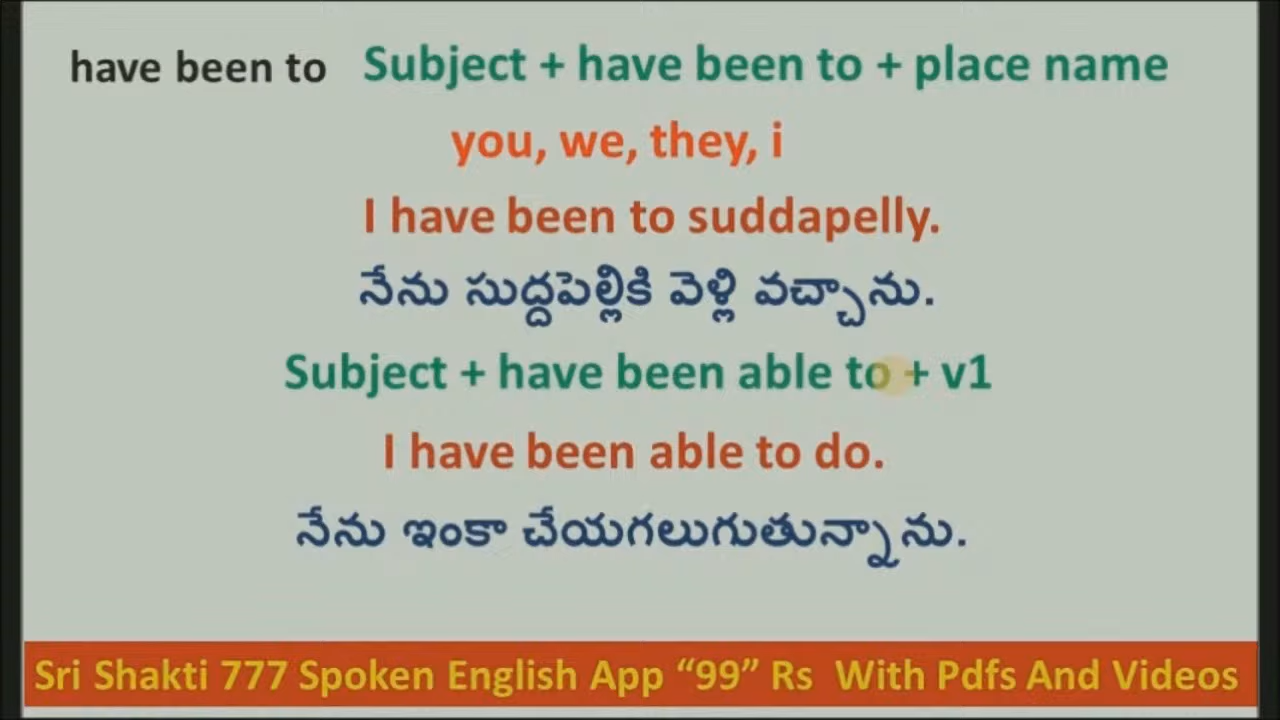 have been to Subject + have been to + place name
you, we, they, i
I have been to suddapelly.
నేను సుద్దపెల్లికి వెళ్లి వచ్చాను.
Subject + have been able to + v1
I have been able to do.
నేను ఇంకా చేయగలుగుతున్నాను.
Sri Shakti 777 Spoken English App “99” Rs With Pdfs And Videos